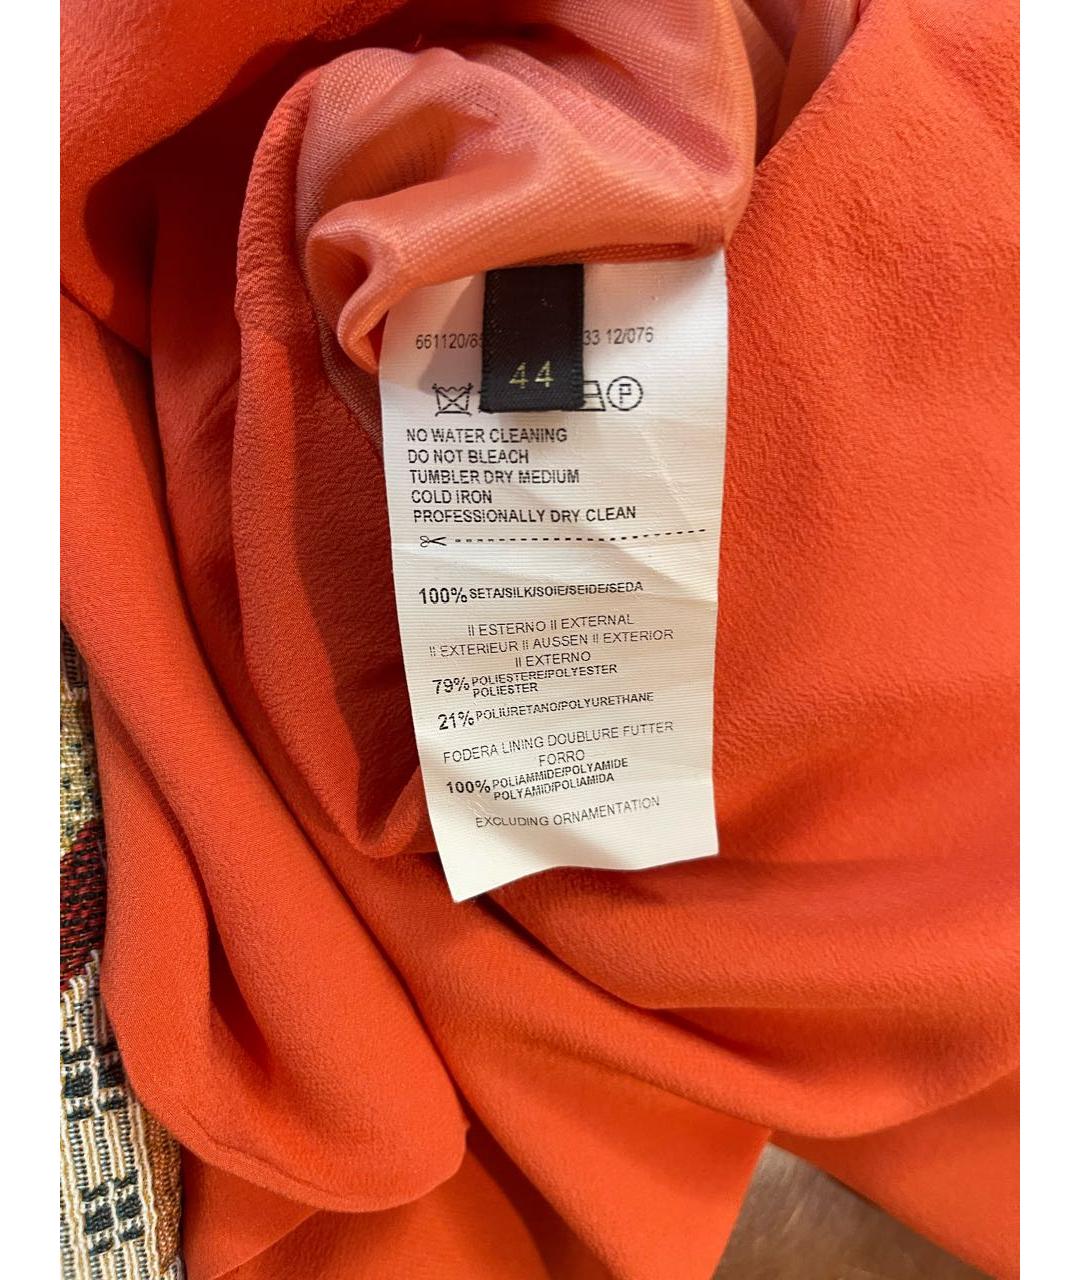 661120/8
33 12/076
44
P
NO WATER CLEANING
DO NOT BLEACH
TUMBLER DRY MEDIUM
COLD IRON
PROFESSIONALLY DRY CLEAN
100% SETA/SILK/SOIE/SEIDE/SEDA
II ESTERNO II EXTERNAL
II EXTERIEUR II AUSSEN II EXTERIOR
II EXTERNO
79% POLIESTERE/POLYESTER
POLIESTER
21% POLIURETANO/POLYURETHANE
FODERA LINING DOUBLURE FUTTER
FORRO
100% POLIAMMIDE/POLYAMIDE
POLYAMID/POLIAMIDA
EXCLUDING ORNAMENTATION